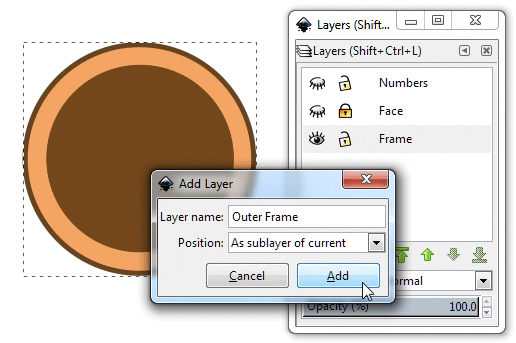 Layers (Shift...
Layers (Shift+Ctrl+L)
Numbers
Face
Frame
Add Layer
Layer name: Outer Frame
Position: As sublayer of current
Cancel Add
Opacity (%) 100.0